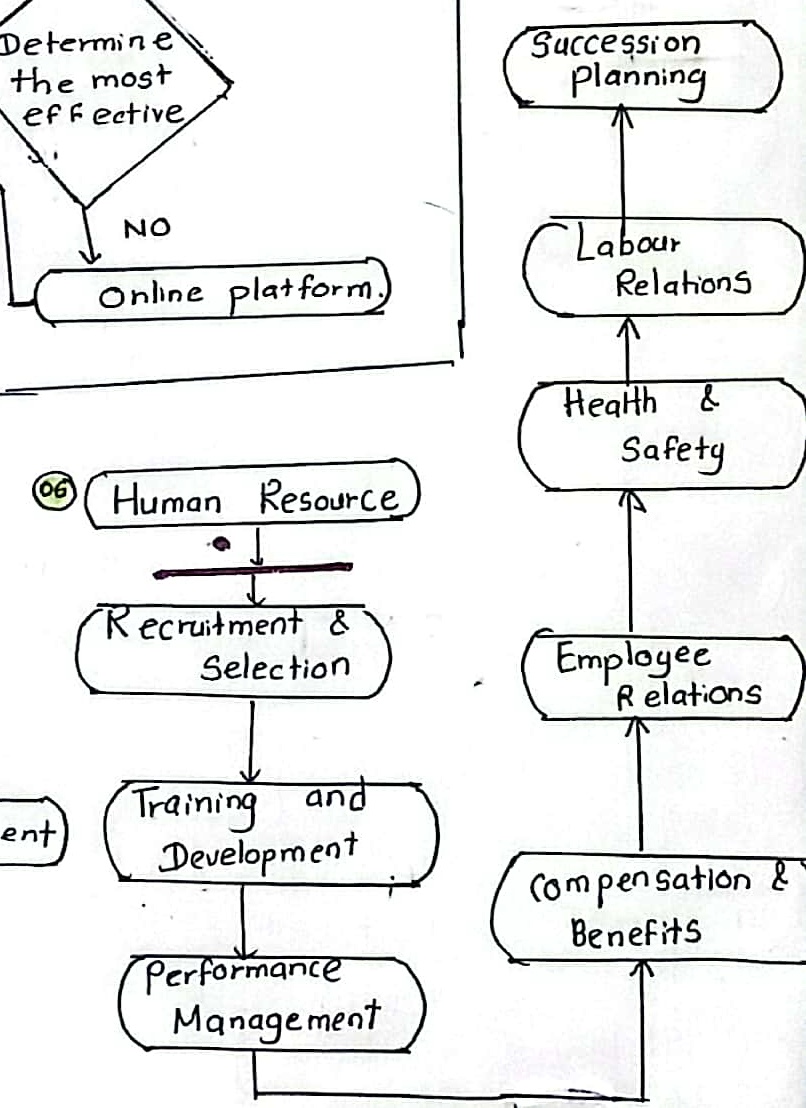 Determine
the most
effective
NO
Online platform.
06
Human Resource
Recruitment &
Selection
Training and
Development
ent
Performance
Management
Succession
Planning
Labour
Relations
Health &
Safety
Employee
Relations
Compensation &
Benefits